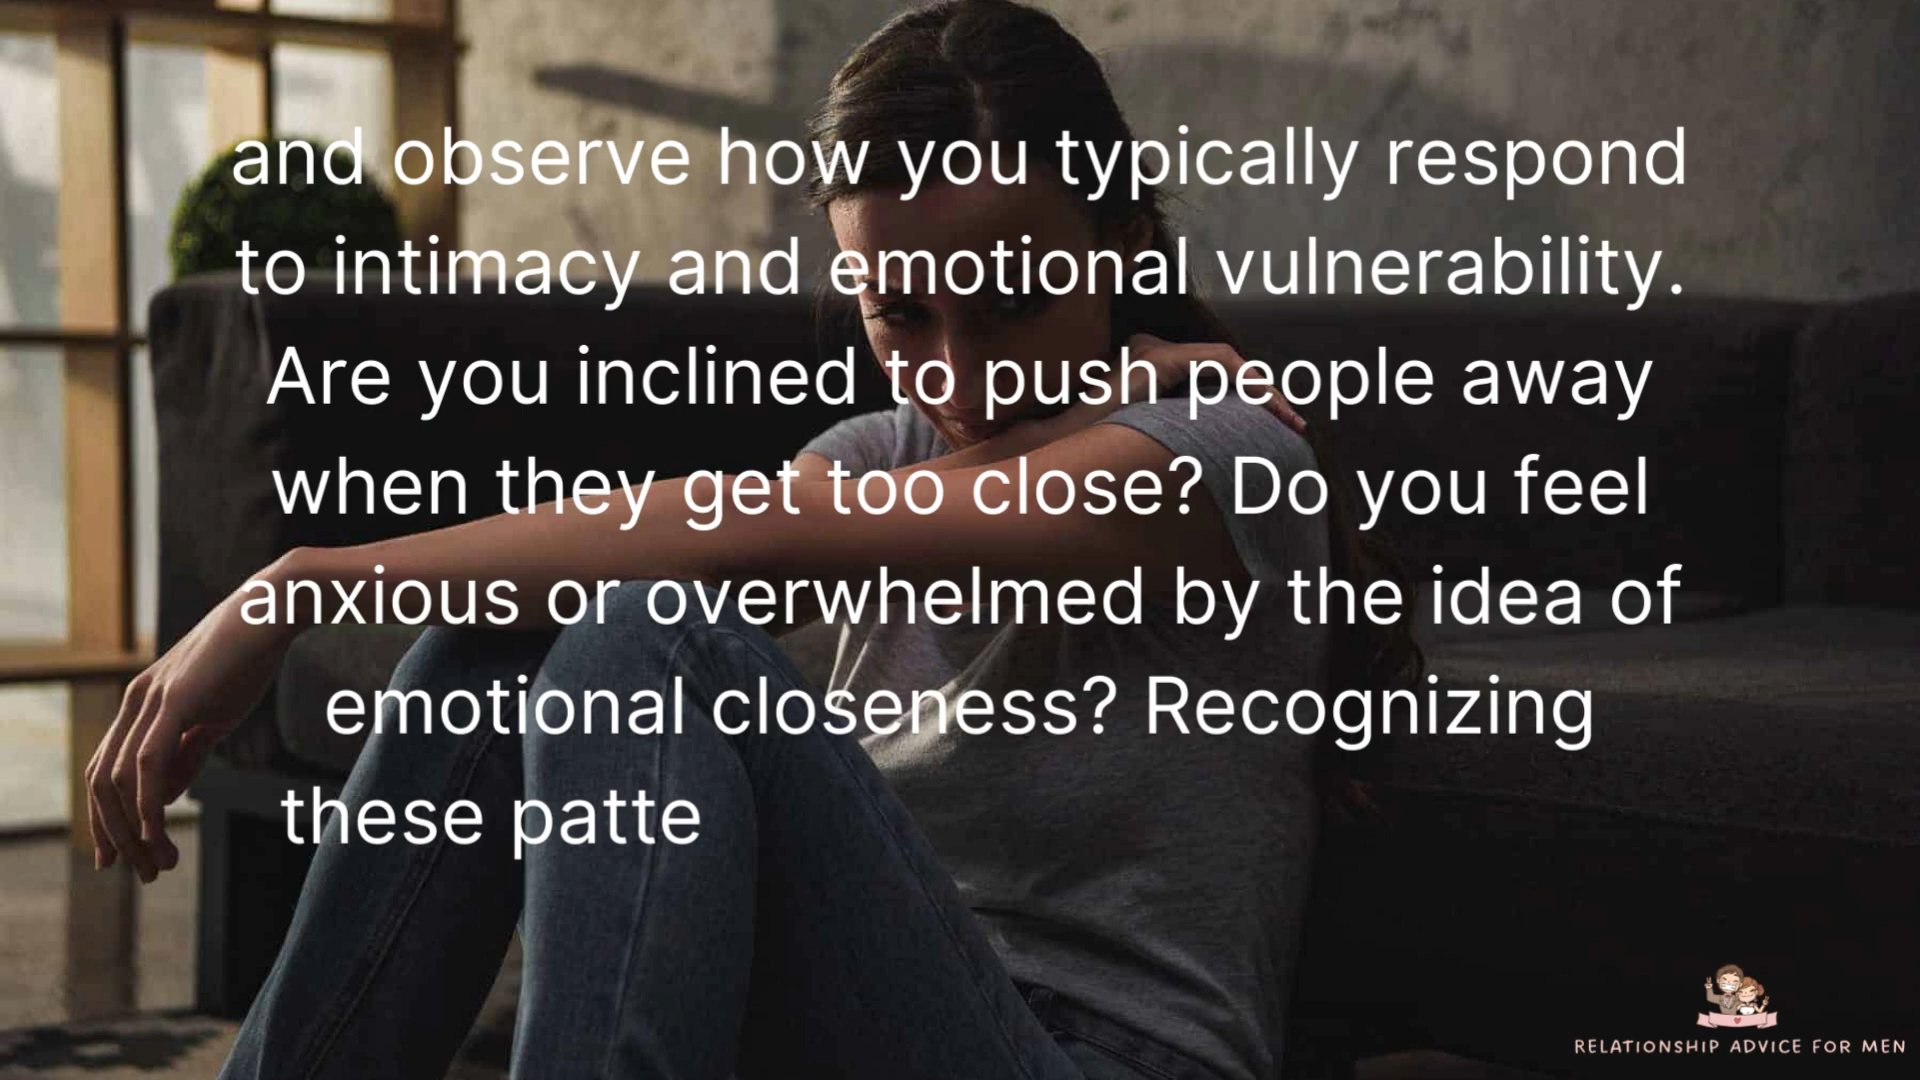 and observe how you typically respond
to intimacy and emotional vulnerability.
Are you inclined to push people away
when they get too close? Do you feel
anxious or overwhelmed by the idea of
emotional closeness? Recognizing
these patte
RELATIONSHIP ADVICE FOR MEN